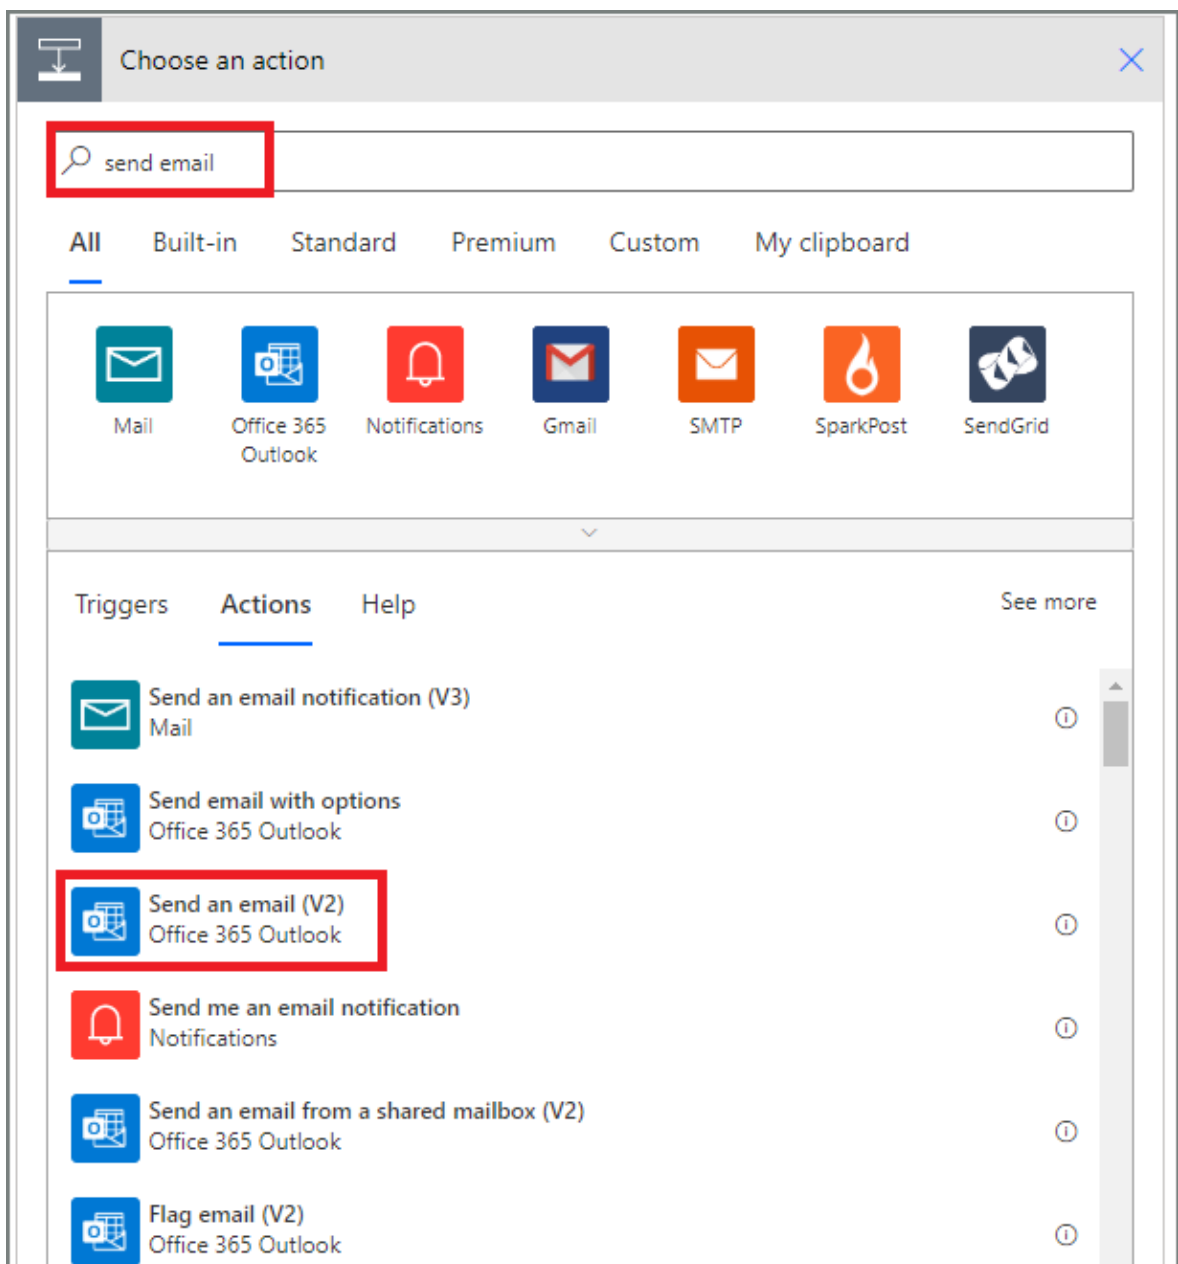 Choose an action
send email
All Built-in Standard Premium Custom My clipboard
Mail Office 365 Outlook Notifications Gmail SMTP SparkPost SendGrid
Triggers Actions Help See more
Send an email notification (V3)
Mail
Send email with options
Office 365 Outlook
Send an email (V2)
Office 365 Outlook
Send me an email notification
Notifications
Send an email from a shared mailbox (V2)
Office 365 Outlook
Flag email (V2)
Office 365 Outlook